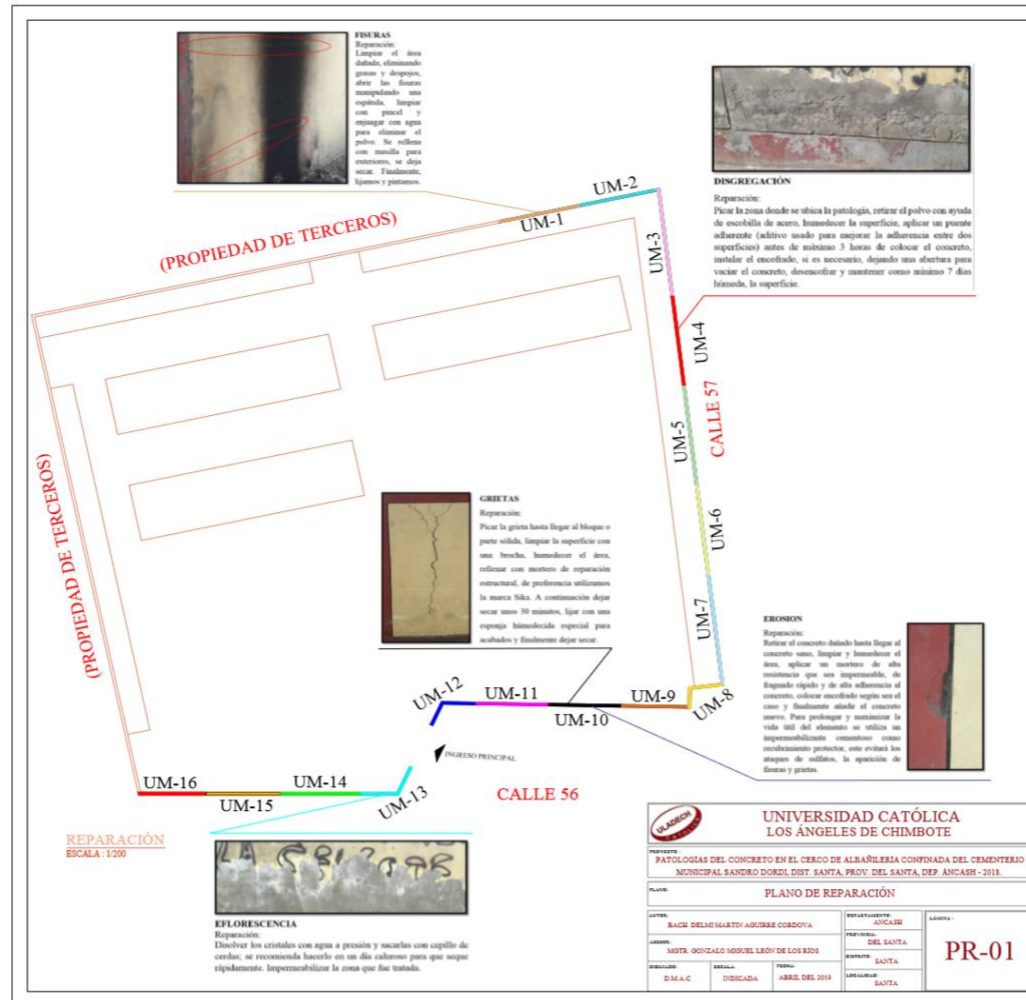 FISURAS
Reparación:
Limpiar el área
dañada, eliminando
grasas y despojos,
abrir las fisuras
manipulando una
espátula, limpiar
con pincel y
enjuagar con agua
para eliminar el
polvo. Se rellena
con masilla para
exteriores, se deja
secar. Finalmente,
lijamos y pintamos.
DISGREGACIÓN
Reparación:
Picar la zona donde se ubica la patología, retirar el polvo con ayuda
de escobilla de acero, humedecer la superficie, aplicar un puente
adherente (aditivo usado para mejorar la adherencia entre dos
superficies) antes de máximo 3 horas de colocar el concreto,
instalar el encofrado, si es necesario, dejando una abertura para
vaciar el concreto, desencofrar y mantener como mínimo 7 días
húmeda, la superficie.
UM-1
UM-2
UM-3
UM-4
UM-5
UM-6
UM-7
UM-8
CALLE 57
(PROPIEDAD DE TERCEROS)
(PROPIEDAD DE TERCEROS)
GRIETAS
Reparación:
Picar la grieta hasta llegar al bloque o
parte sólida, limpiar la superficie con
una brocha, humedecer el área,
rellenar con mortero de reparación
estructural, de preferencia utilizamos
la marca Sika. A continuación dejar
secar unos 30 minutos, lijar con una
esponja húmedecida especial para
acabados y finalmente dejar secar.
EROSION
Reparación:
Retirar el concreto dañado hasta llegar al
concreto sano, limpiar y humedecer el
área, aplicar un mortero de alta
resistencia que sea impermeable, de
fraguado rápido y de alta adherencia al
concreto, colocar encofrado según sea el
caso y finalmente añadir el concreto
nuevo. Para prolongar y maximizar la
vida útil del elemento se utiliza un
impermeabilizante cementoso como
recubrimiento protector, este evitará los
ataques de sulfatos, la aparición de
fisuras y grietas.
UM-12
UM-11
UM-10
UM-9
INGRESO PRINCIPAL
UM-16
UM-15
UM-14
UM-13
CALLE 56
REPARACIÓN
ESCALA : 1/200
EFLORESCENCIA
Reparación:
Disolver los cristales con agua a presión y sacarlas con cepillo de
cerdas; se recomienda hacerlo en un día caluroso para que seque
rápidamente. Impermeabilizar la zona que fue tratada.
ULADECH
CATOLICA
UNIVERSIDAD CATÓLICA
LOS ÁNGELES DE CHIMBOTE
PROYECTO :
PATOLOGÍAS DEL CONCRETO EN EL CERCO DE ALBAÑILERÍA CONFINADA DEL CEMENTERIO
MUNICIPAL SANDRO DORDI, DIST. SANTA, PROV. DEL SANTA, DEP. ÁNCASH - 2018.
PLANO:
PLANO DE REPARACIÓN
AUTOR:
BACH. DELMI MARTIN AGUIRRE CORDOVA
ASESOR:
MGTR. GONZALO MIGUEL LEÓN DE LOS RÍOS
DIBUJADO:
D.M.A.C
ESCALA:
INDICADA
FECHA:
ABRIL DEL 2019
DEPARTAMENTO:
ANCASH
PROVINCIA:
DEL SANTA
DISTRITO:
SANTA
LOCALIDAD:
SANTA
LÁMINA :
PR-01